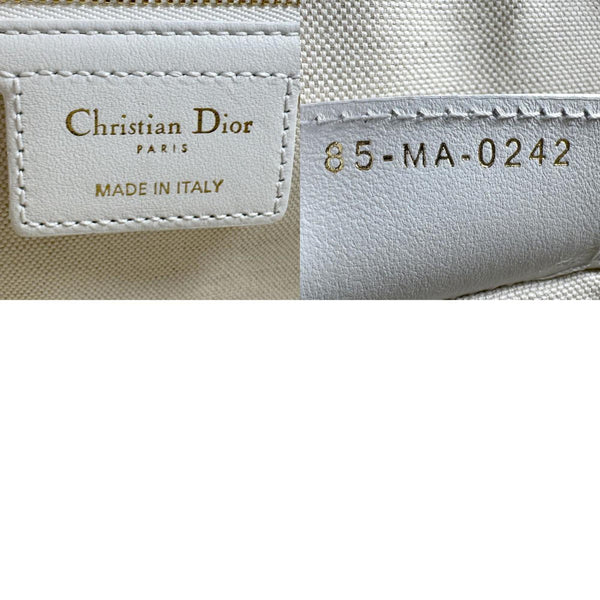 Christian Dior
PARIS
MADE IN ITALY
85-MA-0242